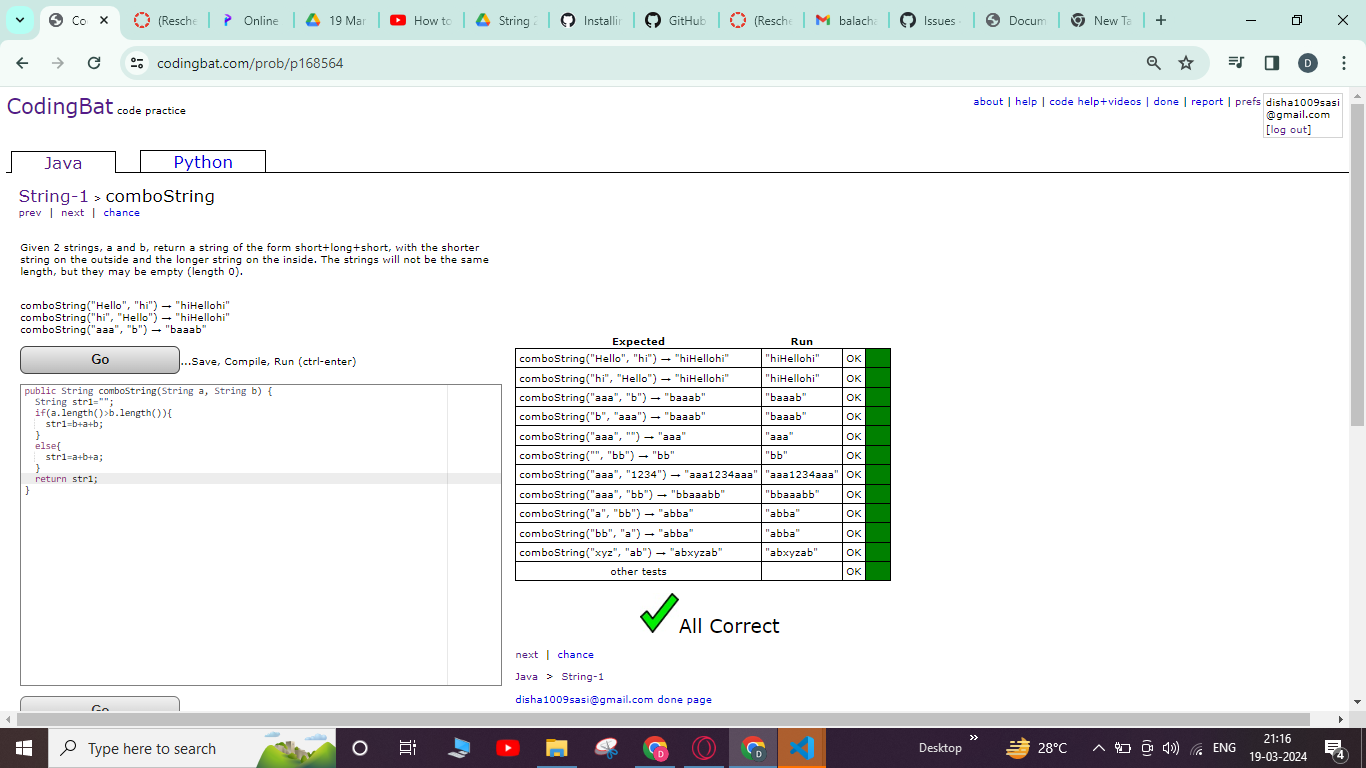 Co
(Resche
Online
19 Mar
How to
String 2
Installin
GitHub
(Resche
balacha
Issues
Docum
New Ta
codingbat.com/prob/p168564
D
CodingBat code practice
about | help | code help+videos | done | report | prefs
disha1009sasi
@gmail.com
[log out]
Java
Python
String-1 > comboString
prev | next | chance
Given 2 strings, a and b, return a string of the form short+long+short, with the shorter
string on the outside and the longer string on the inside. The strings will not be the same
length, but they may be empty (length 0).
comboString("Hello", "hi") → "hiHellohi"
comboString("hi", "Hello") → "hiHellohi"
comboString("aaa", "b") → "baaab"
Go
...Save, Compile, Run (ctrl-enter)
public String comboString(String a, String b) {
String str1="";
if(a.length()>b.length()){
str1=b+a+b;
}
else{
str1=a+b+a;
}
return str1;
}
Go
Expected Run
comboString("Hello", "hi") → "hiHellohi" "hiHellohi" OK
comboString("hi", "Hello") → "hiHellohi" "hiHellohi" OK
comboString("aaa", "b") → "baaab" "baaab" OK
comboString("b", "aaa") → "baaab" "baaab" OK
comboString("aaa", "") → "aaa" "aaa" OK
comboString("", "bb") → "bb" "bb" OK
comboString("aaa", "1234") → "aaa1234aaa" "aaa1234aaa" OK
comboString("aaa", "bb") → "bbaaabb" "bbaaabb" OK
comboString("a", "bb") → "abba" "abba" OK
comboString("bb", "a") → "abba" "abba" OK
comboString("xyz", "ab") → "abxyzab" "abxyzab" OK
other tests OK
All Correct
next | chance
Java > String-1
disha1009sasi@gmail.com done page
Type here to search
D
D
Desktop
28°C
ENG
21:16
19-03-2024
4